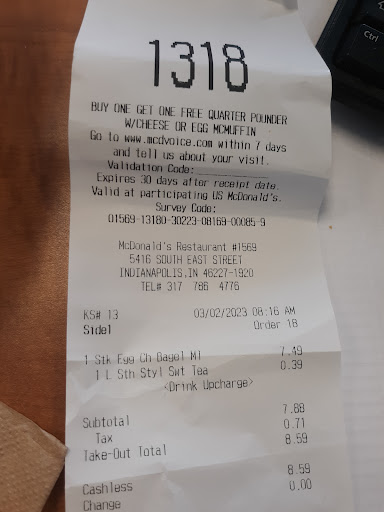 1318
BUY ONE GET ONE FREE QUARTER POUNDER
W/CHEESE OR EGG MCMUFFIN
Go to www.mcdvoice.com within 7 days
and tell us about your visit.
Validation Code:
Expires 30 days after receipt date.
Valid at participating US McDonald's.
Survey Code:
01569-13180-30223-08169-00085-9
McDonald's Restaurant #1569
5416 SOUTH EAST STREET
INDIANAPOLIS,IN 46227-1920
TEL# 317 786 4776
KS# 13 03/02/2023 08:16 AM
Side1 Order 18
1 Stk Egg Ch Bagel Ml 7.49
1 L Sth Styl Swt Tea 0.39
<Drink Upcharge>
Subtotal 7.88
Tax 0.71
Take-Out Total 8.59
Cashless 8.59
Change 0.00
Ctrl